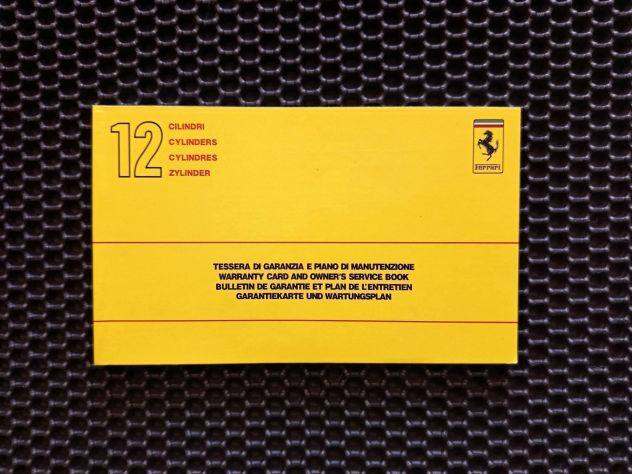 12
CILINDRI
CYLINDERS
CYLINDRES
ZYLINDER
Ferrari
TESSERA DI GARANZIA E PIANO DI MANUTENZIONE
WARRANTY CARD AND OWNER'S SERVICE BOOK
BULLETIN DE GARANTIE ET PLAN DE L'ENTRETIEN
GARANTIEKARTE UND WARTUNGSPLAN